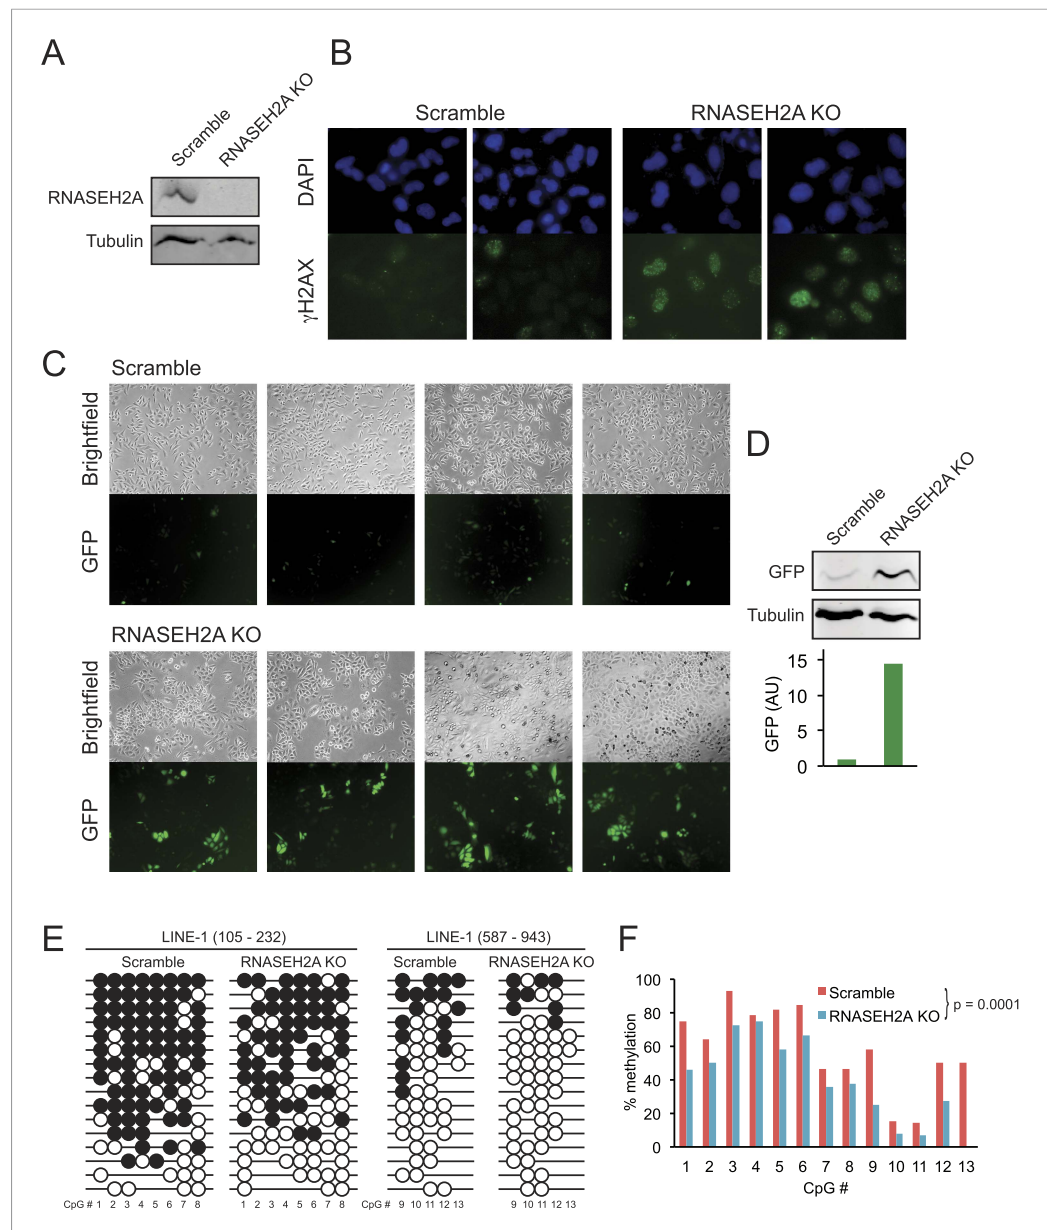 A
Scramble
RNASEH2A KO
RNASEH2A
Tubulin
B
Scramble
RNASEH2A KO
DAPI
γH2AX
C
Scramble
Brightfield
GFP
RNASEH2A KO
Brightfield
GFP
D
Scramble
RNASEH2A KO
GFP
Tubulin
GFP (AU)
15
10
5
0
E
LINE-1 (105 - 232)
LINE-1 (587 - 943)
Scramble
RNASEH2A KO
Scramble
RNASEH2A KO
CpG # 1 2 3 4 5 6 7 8
1 2 3 4 5 6 7 8
CpG # 9 10 11 12 13
9 10 11 12 13
F
% methylation
100
80
60
40
20
0
Scramble
RNASEH2A KO
p = 0.0001
1 2 3 4 5 6 7 8 9 10 11 12 13
CpG #